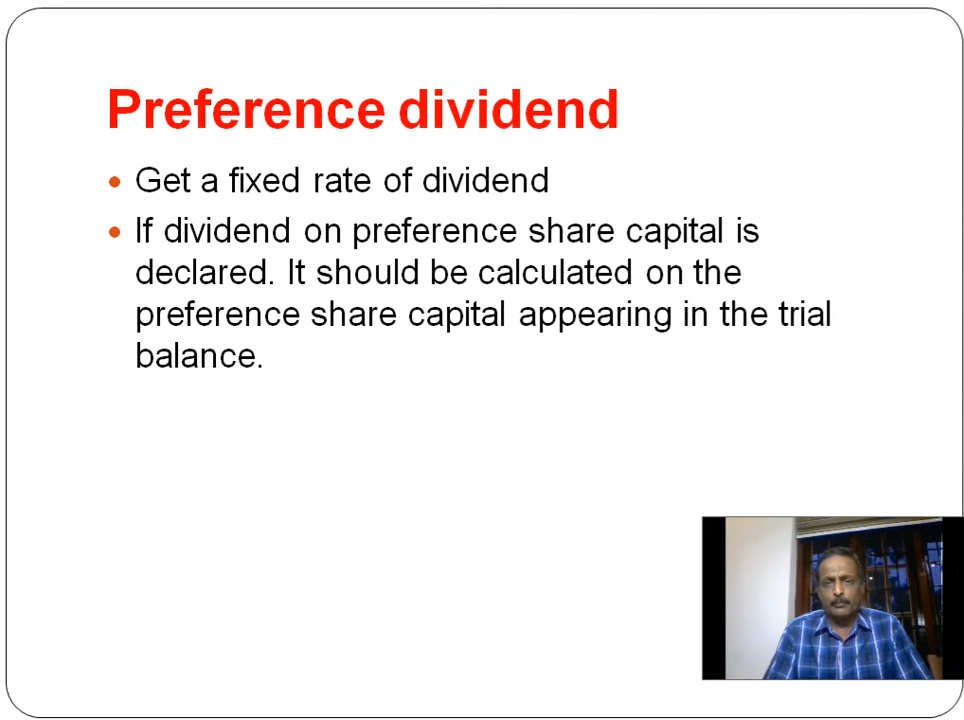 Preference dividend
Get a fixed rate of dividend
If dividend on preference share capital is
declared. It should be calculated on the
preference share capital appearing in the trial
balance.